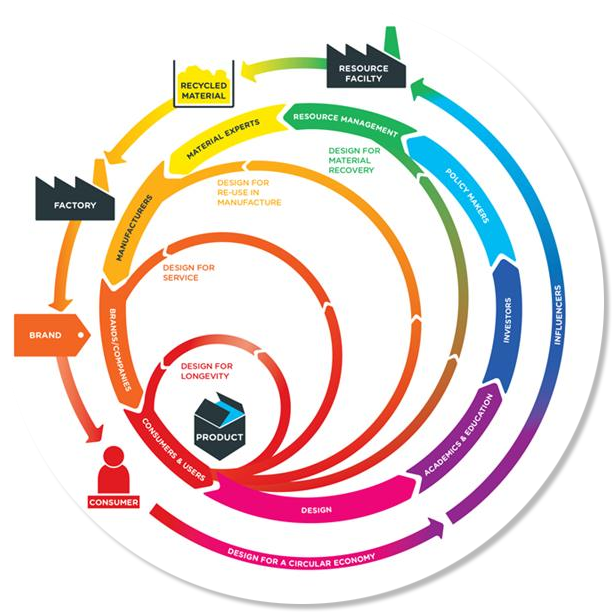 RESOURCE
FACILTY
RECYCLED
MATERIAL
RESOURCE MANAGEMENT
MATERIAL EXPERTS
DESIGN FOR
MATERIAL
RECOVERY
POLICY MAKERS
DESIGN FOR
RE-USE IN
MANUFACTURE
FACTORY
MANUFACTURERS
DESIGN FOR
SERVICE
INVESTORS
INFLUENCERS
BRAND
BRANDS/COMPANIES
DESIGN FOR
LONGEVITY
PRODUCT
CONSUMERS & USERS
ACADEMICS & EDUCATION
CONSUMER
DESIGN
DESIGN FOR A CIRCULAR ECONOMY